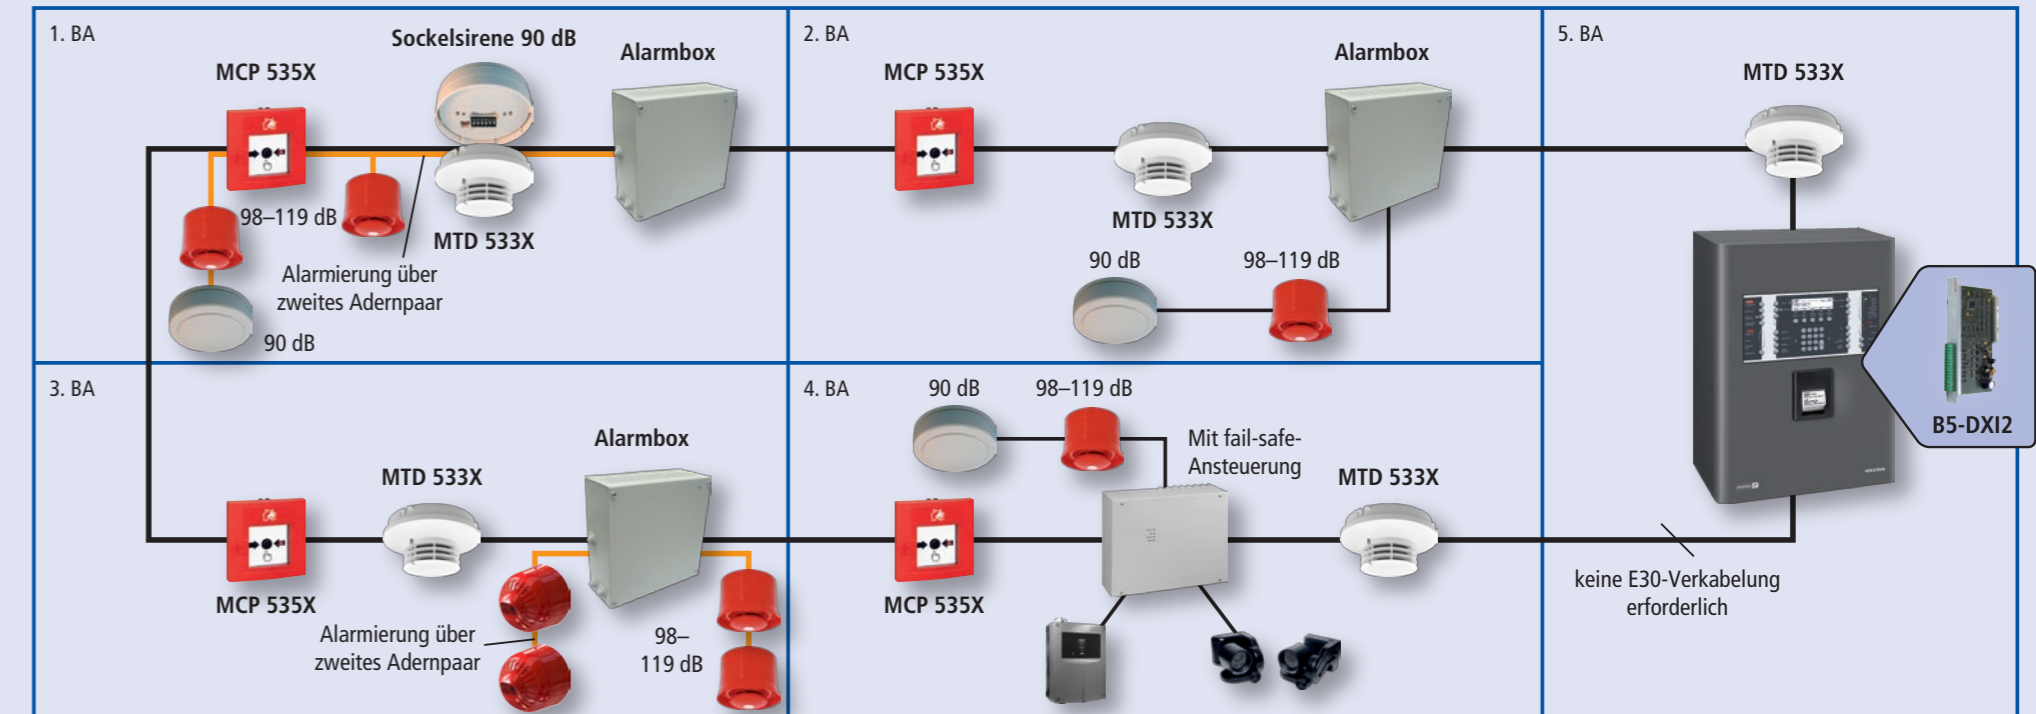 1. BA
MCP 535X
Sockelsirene 90 dB
Alarmbox
98–119 dB
MTD 533X
Alarmierung über
zweites Adernpaar
90 dB
2. BA
MCP 535X
Alarmbox
MTD 533X
90 dB
98–119 dB
5. BA
MTD 533X
B5-DXI2
keine E30-Verkabelung
erforderlich
3. BA
MTD 533X
Alarmbox
MCP 535X
Alarmierung über
zweites Adernpaar
98–
119 dB
4. BA
90 dB
98–119 dB
Mit fail-safe-
Ansteuerung
MTD 533X
MCP 535X